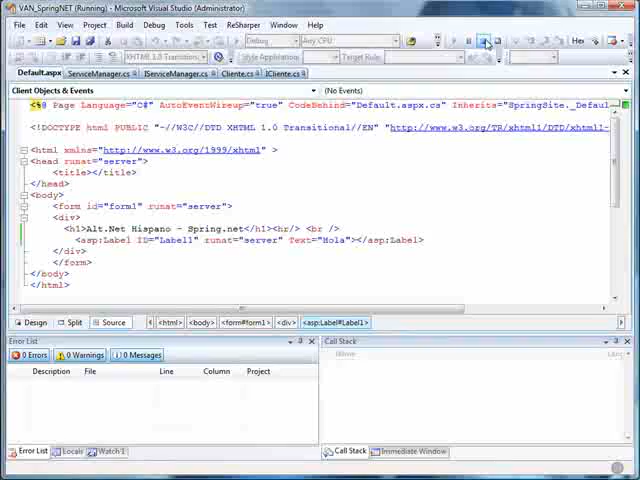 VAN_SpringNET (Running) - Microsoft Visual Studio (Administrator)
File Edit View Project Build Debug Tools Test ReSharper Window Help
Debug Any CPU Hex
XHTML 1.0 Transitional ( Style Application: Target Rule:
Default.aspx ServiceManager.cs IServiceManager.cs Cliente.cs ICliente.cs
Client Objects & Events (No Events)
<%@ Page Language="C#" AutoEventWireup="true" CodeBehind="Default.aspx.cs" Inherits="SpringSite._Defaul
<!DOCTYPE html PUBLIC "-//W3C//DTD XHTML 1.0 Transitional//EN" "http://www.w3.org/TR/xhtml1/DTD/xhtml1-
<html xmlns="http://www.w3.org/1999/xhtml" >
<head runat="server">
<title></title>
</head>
<body>
<form id="form1" runat="server">
<div>
<h1>Alt.Net Hispano - Spring.net</h1><hr/> <br />
<asp:Label ID="Label1" runat="server" Text="Hola"></asp:Label>
</div>
</form>
</body>
</html>
Design Split Source <html> <body> <form#form1> <div> <asp:Label#Label1>
Error List Call Stack
0 Errors 0 Warnings 0 Messages
Name Lang
Description File Line Column Project
Error List Locals Watch 1 Call Stack Immediate Window